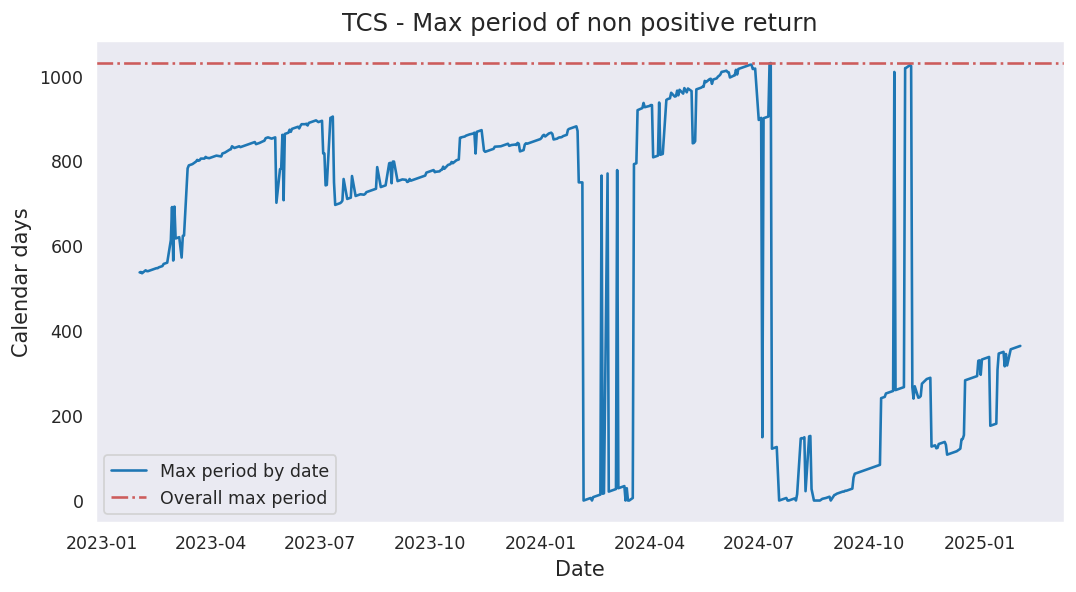 TCS - Max period of non positive return
1000
800
600
400
200
0
Calendar days
Max period by date
Overall max period
2023-01 2023-04 2023-07 2023-10 2024-01 2024-04 2024-07 2024-10 2025-01
Date